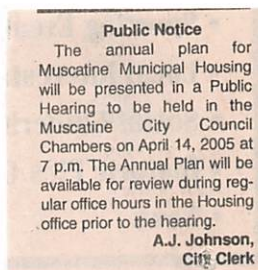 Public Notice
The annual plan for
Muscatine Municipal Housing
will be presented in a Public
Hearing to be held in the
Muscatine City Council
Chambers on April 14, 2005 at
7 p.m. The Annual Plan will be
available for review during reg-
ular office hours in the Housing
office prior to the hearing.
A.J. Johnson,
City Clerk